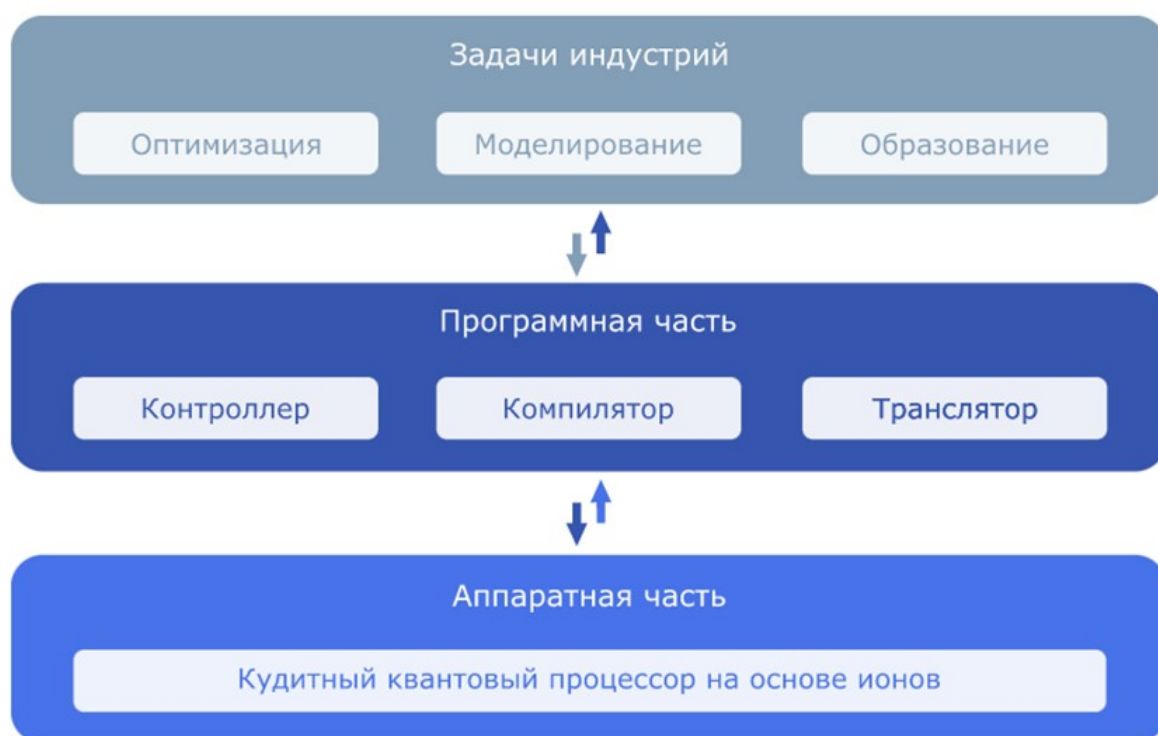 Задачи индустрий
Оптимизация
Моделирование
Образование
Программная часть
Контроллер
Компилятор
Транслятор
Аппаратная часть
Кудитный квантовый процессор на основе ионов